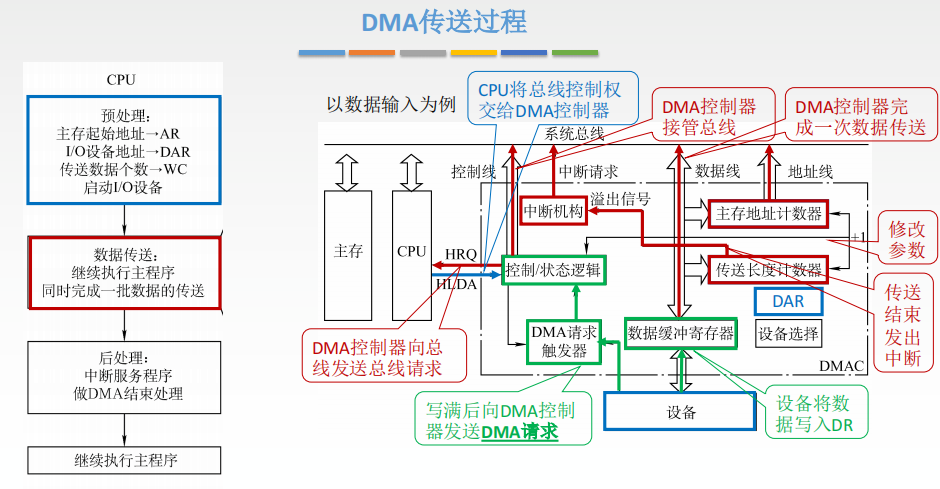 DMA传送过程
CPU
预处理：
主存起始地址→AR
I/O设备地址→DAR
传送数据个数→WC
启动I/O设备
数据传送：
继续执行主程序
同时完成一批数据的传送
后处理：
中断服务程序
做DMA结束处理
继续执行主程序
以数据输入为例
CPU将总线控制权
交给DMA控制器
DMA控制器
接管总线
DMA控制器完
成一次数据传送
系统总线
控制线
中断请求
数据线
地址线
主存
CPU
HRQ
HLDA
中断机构
溢出信号
主存地址计数器
+1
修改
参数
控制/状态逻辑
传送长度计数器
DAR
设备选择
DMAC
传送
结束
发出
中断
DMA请求
触发器
数据缓冲寄存器
DMA控制器向总
线发送总线请求
写满后向DMA控制
器发送DMA请求
设备
设备将数
据写入DR